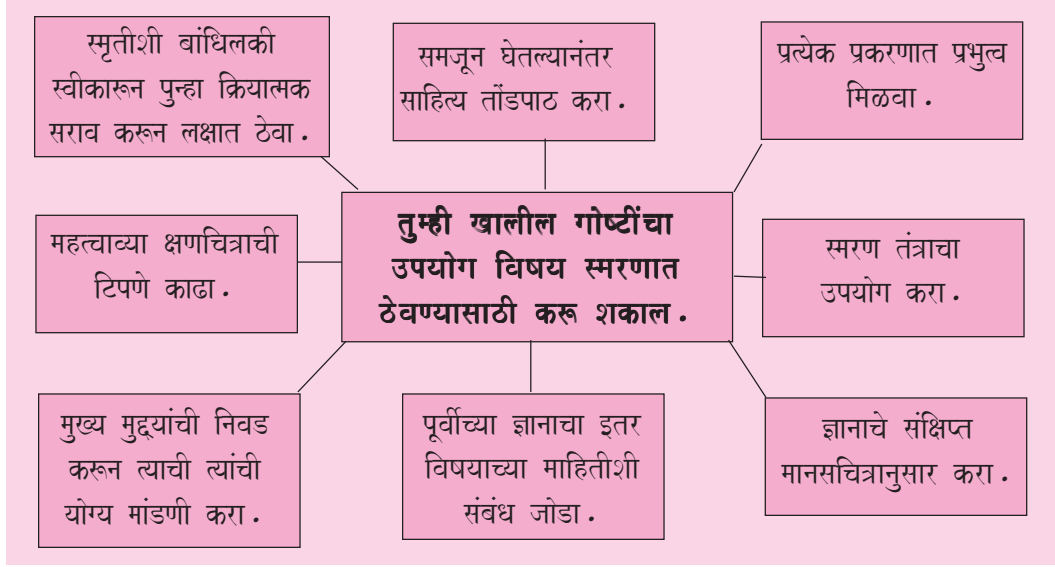 स्मृतीशी बांधिलकी
स्वीकारून पुन्हा क्रियात्मक
सराव करून लक्षात ठेवा.
समजून घेतल्यानंतर
साहित्य तोंडपाठ करा.
प्रत्येक प्रकरणात प्रभुत्व
मिळवा.
महत्वाच्या क्षणचित्राची
टिपणे काढा.
तुम्ही खालील गोष्टींचा
उपयोग विषय स्मरणात
ठेवण्यासाठी करू शकाल.
स्मरण तंत्राचा
उपयोग करा.
मुख्य मुद्द्यांची निवड
करून त्याची त्यांची
योग्य मांडणी करा.
पूर्वीच्या ज्ञानाचा इतर
विषयाच्या माहितीशी
संबंध जोडा.
ज्ञानाचे संक्षिप्त
मानसचित्रानुसार करा.